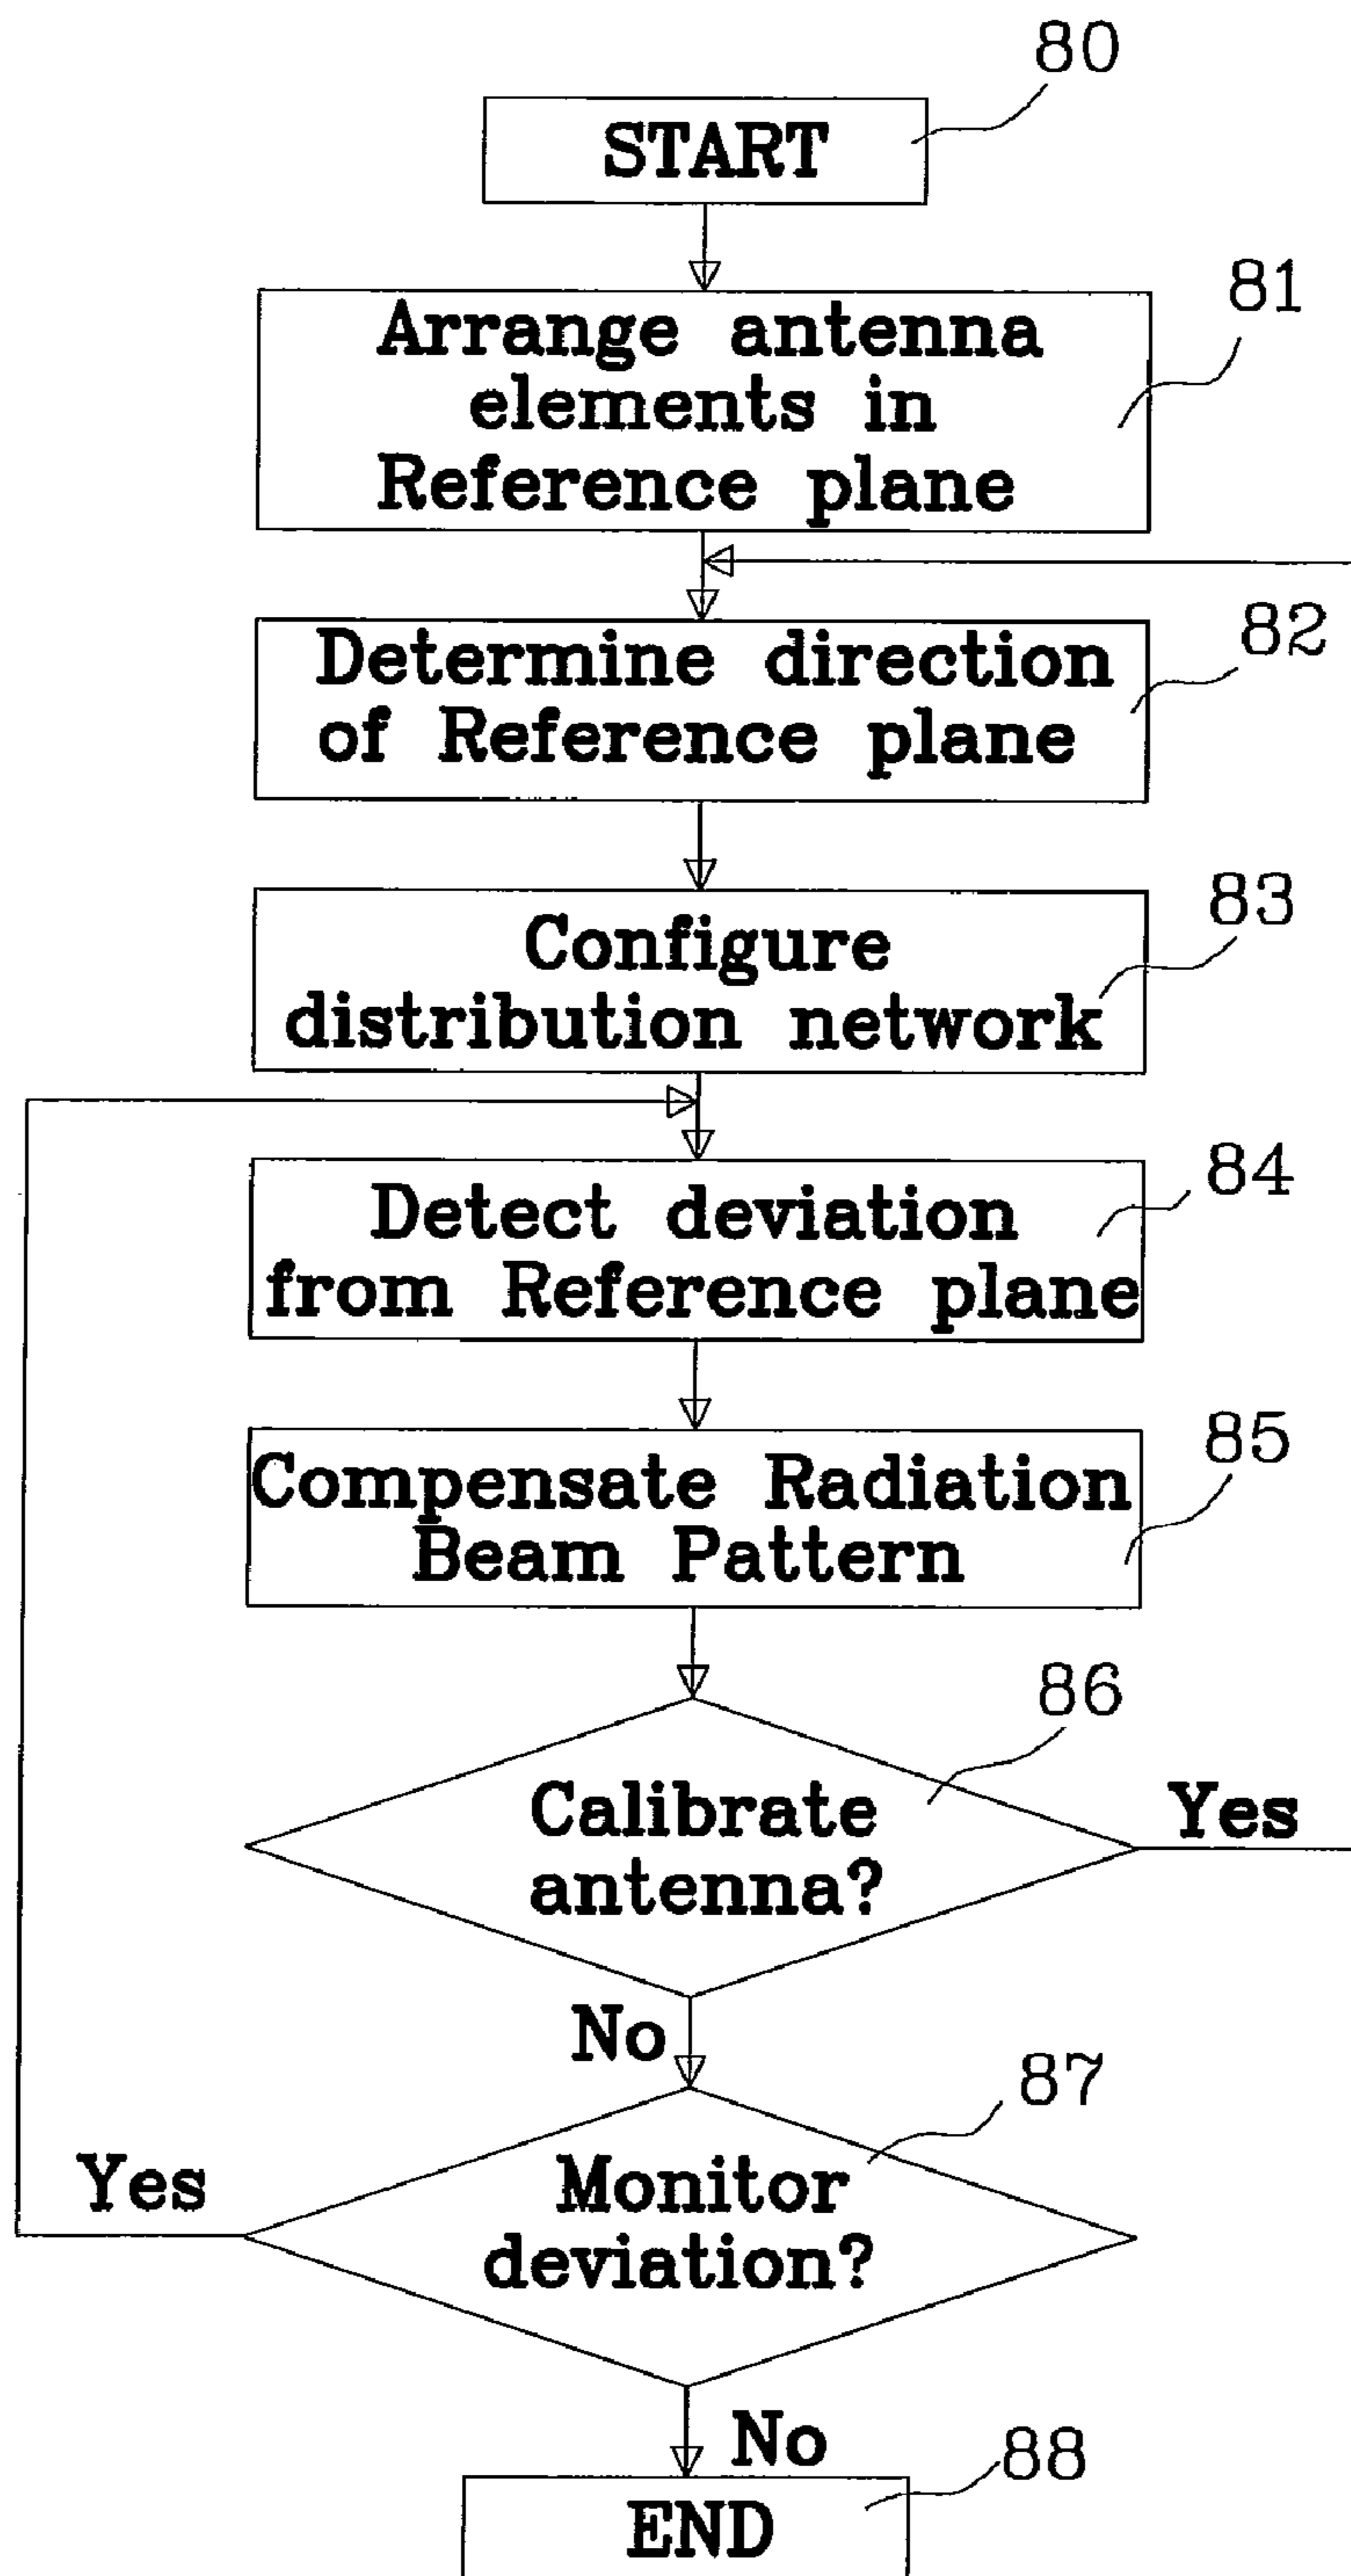 80
START
81
Arrange antenna
elements in
Reference plane
82
Determine direction
of Reference plane
83
Configure
distribution network
84
Detect deviation
from Reference plane
85
Compensate Radiation
Beam Pattern
86
Calibrate
antenna?
Yes
No
87
Monitor
deviation?
Yes
No
88
END